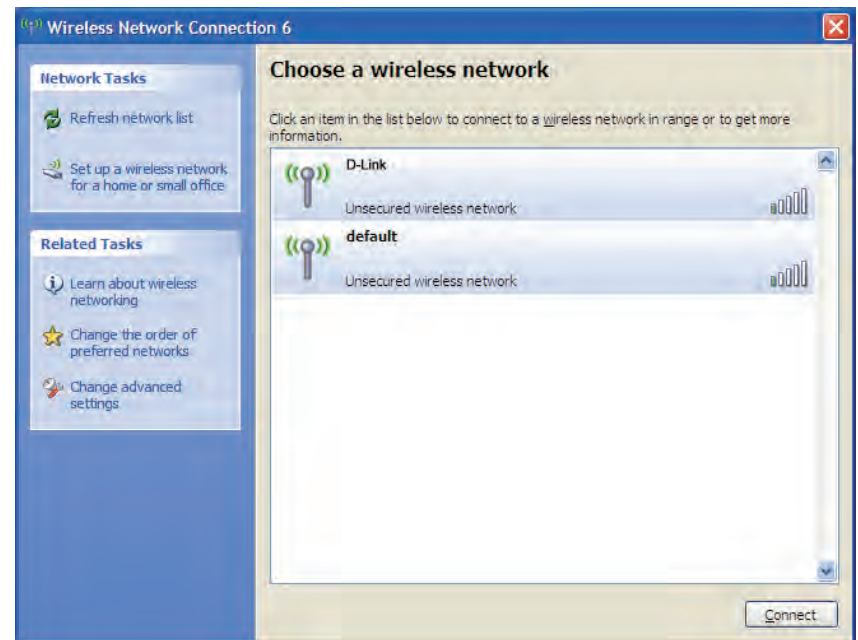 Wireless Network Connection 6
Network Tasks
Refresh network list
Set up a wireless network
for a home or small office
Related Tasks
Learn about wireless
networking
Change the order of
preferred networks
Change advanced
settings
Choose a wireless network
Click an item in the list below to connect to a wireless network in range or to get more
information.
D-Link
Unsecured wireless network
default
Unsecured wireless network
Connect